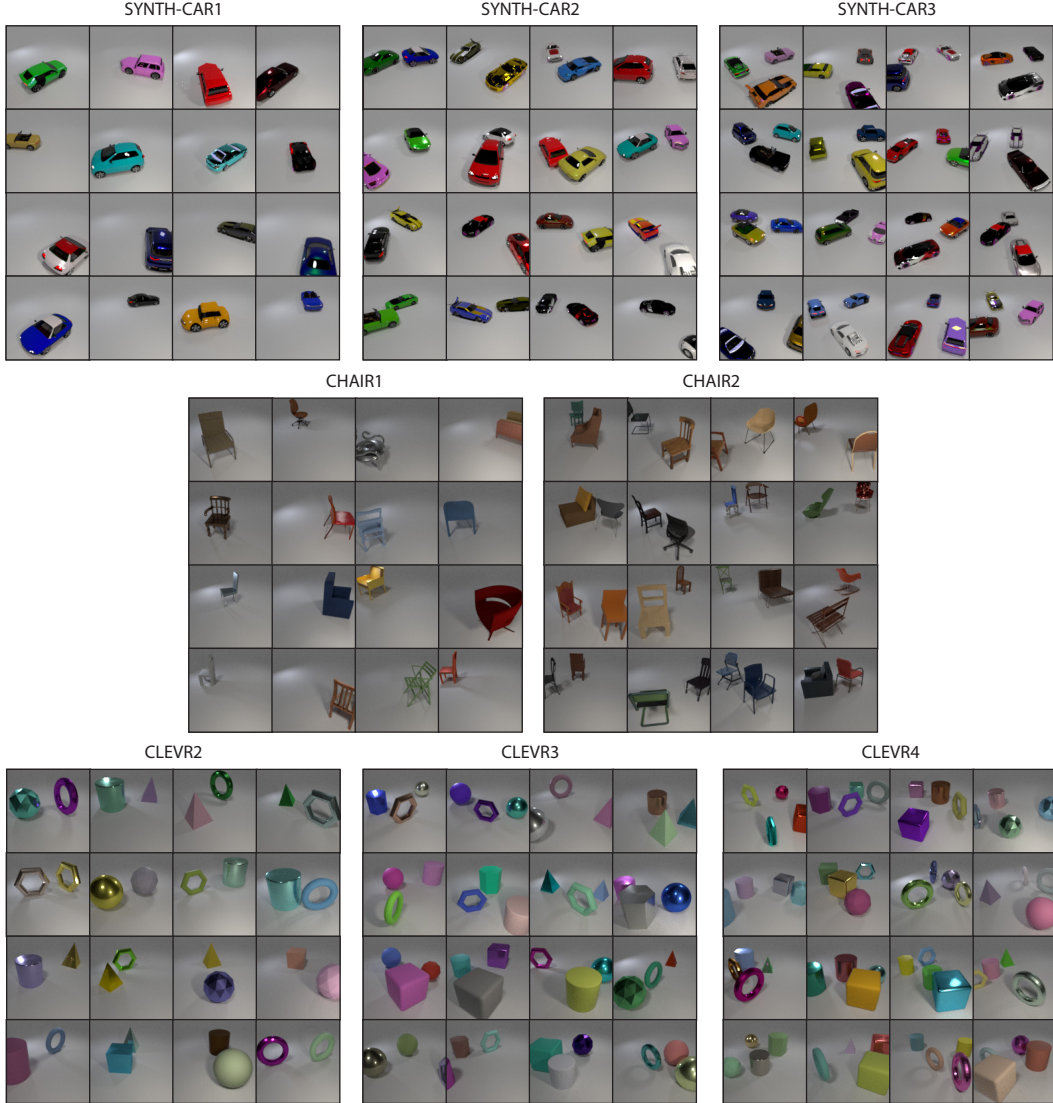 SYNTH-CAR1
SYNTH-CAR2
SYNTH-CAR3
CHAIR1
CHAIR2
CLEVR2
CLEVR3
CLEVR4